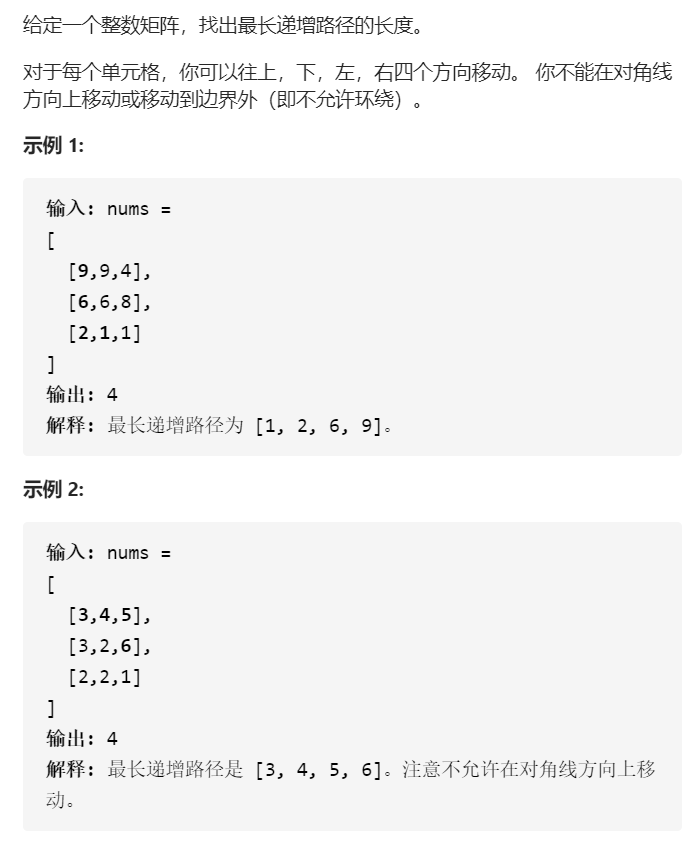 给定一个整数矩阵，找出最长递增路径的长度。
对于每个单元格，你可以往上，下，左，右四个方向移动。 你不能在对角线
方向上移动或移动到边界外（即不允许环绕）。
示例 1:
输入: nums =
[
[9,9,4],
[6,6,8],
[2,1,1]
]
输出: 4
解释: 最长递增路径为 [1, 2, 6, 9]。
示例 2:
输入: nums =
[
[3,4,5],
[3,2,6],
[2,2,1]
]
输出: 4
解释: 最长递增路径是 [3, 4, 5, 6]。注意不允许在对角线方向上移
动。